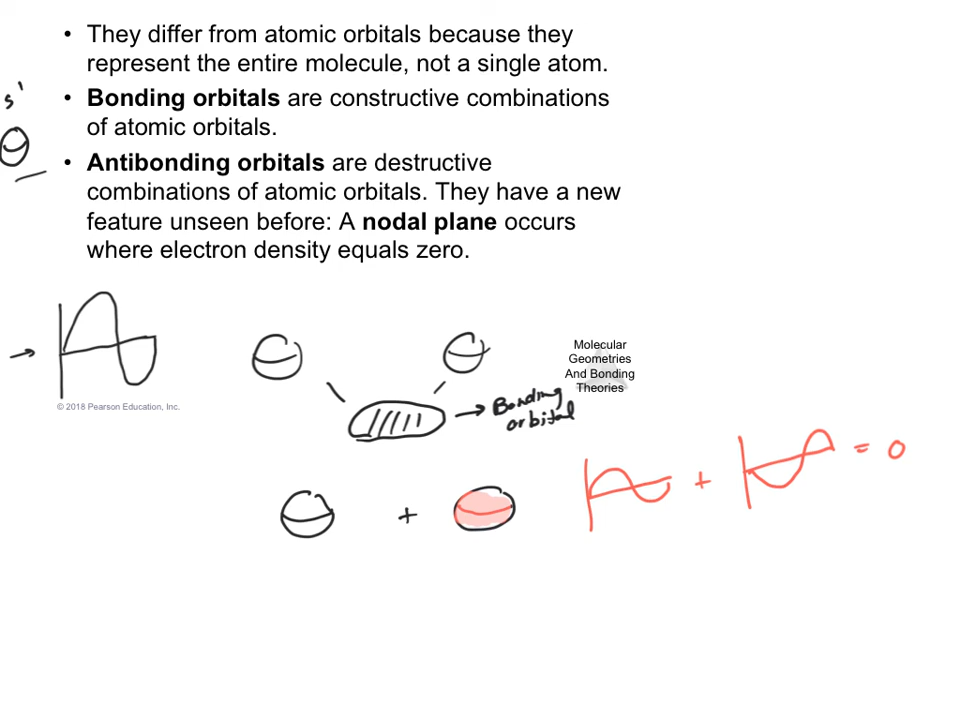 • They differ from atomic orbitals because they
represent the entire molecule, not a single atom.
s'
• Bonding orbitals are constructive combinations
of atomic orbitals.
• Antibonding orbitals are destructive
combinations of atomic orbitals. They have a new
feature unseen before: A nodal plane occurs
where electron density equals zero.
Molecular
Geometries
And Bonding
Theories
© 2018 Pearson Education, Inc.
→ Bonding
orbital
+ = 0
+